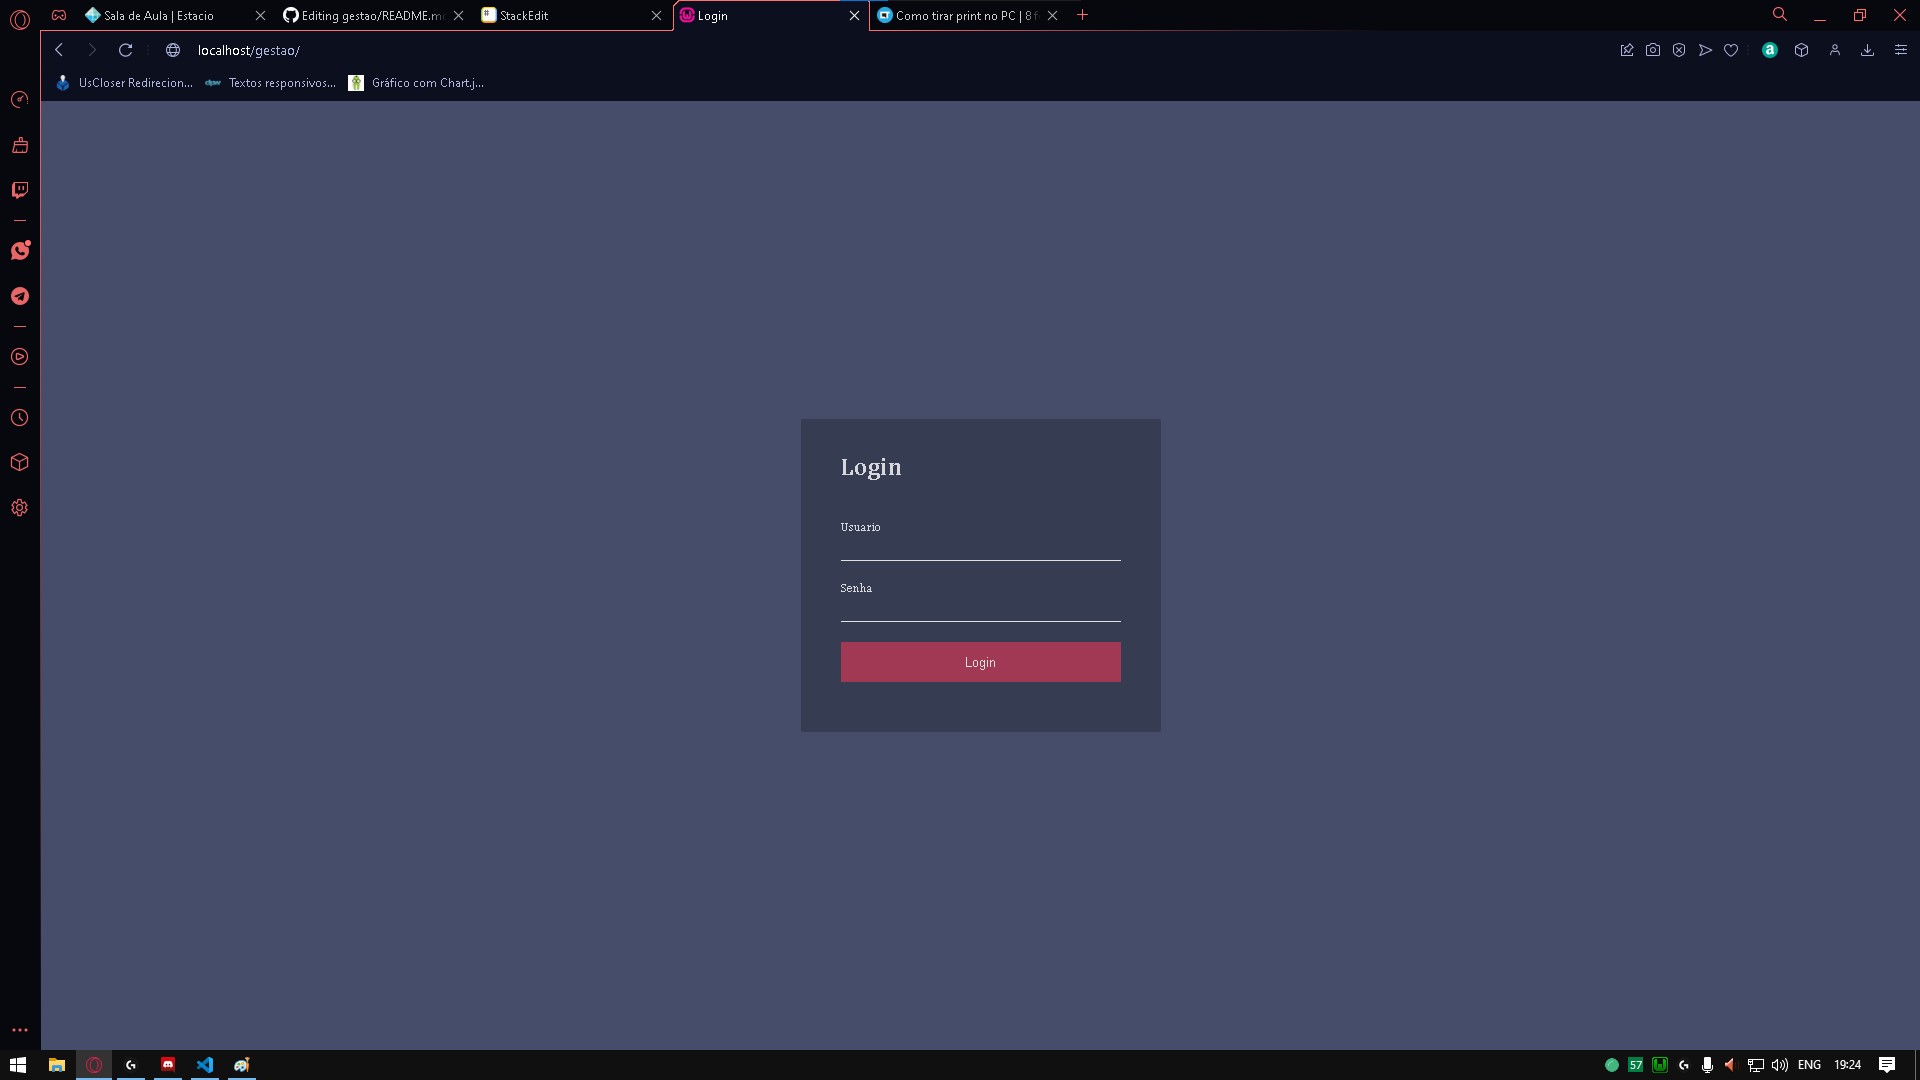 Sala de Aula | Estacio
Editing gestao/README.m
StackEdit
Login
Como tirar print no PC | 8 f
localhost/gestao/
UsCloser Redirecion...
Textos responsivos...
Gráfico com Chart.j...
Login
Usuario
Senha
Login
57
ENG
19:24